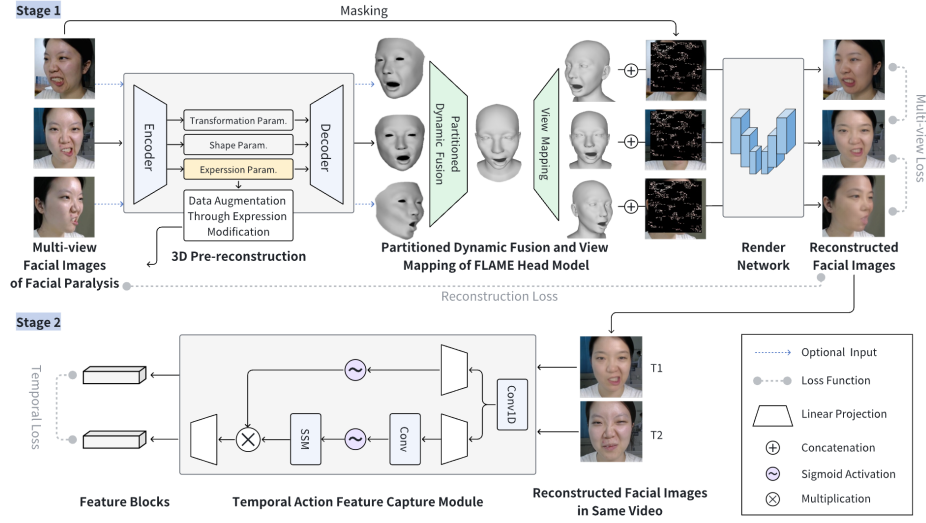 Stage 1
Masking
Encoder
Transformation Param.
Shape Param.
Experssion Param.
Decoder
Data Augmentation
Through Expression
Modification
Partitioned
Dynamic Fusion
View Mapping
Multi-view Loss
Multi-view
Facial Images
of Facial Paralysis
3D Pre-reconstruction
Partitioned Dynamic Fusion and View
Mapping of FLAME Head Model
Render
Network
Reconstructed
Facial Images
Reconstruction Loss
Stage 2
Temporal Loss
Conv1D
SSM
Conv
T1
T2
Feature Blocks
Temporal Action Feature Capture Module
Reconstructed Facial Images
in Same Video
Optional Input
Loss Function
Linear Projection
Concatenation
Sigmoid Activation
Multiplication